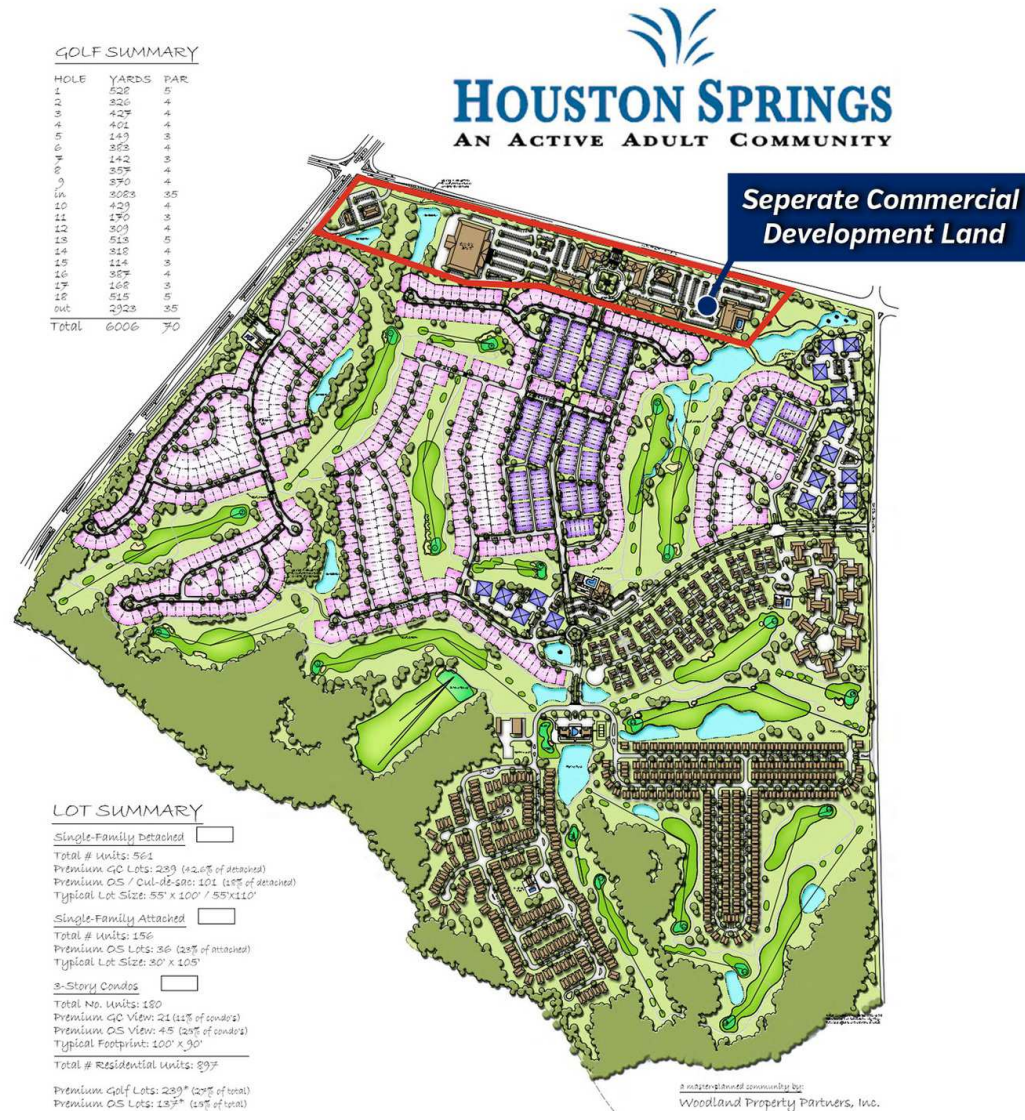 GOLF SUMMARY
HOLE YARDS PAR
1 528 5
2 326 4
3 427 4
4 401 4
5 149 3
6 383 4
7 142 3
8 357 4
9 370 4
in 3083 35
10 429 4
11 170 3
12 309 4
13 513 5
14 318 4
15 114 3
16 387 4
17 168 3
18 515 5
out 2923 35
Total 6006 70
HOUSTON SPRINGS
AN ACTIVE ADULT COMMUNITY
Seperate Commercial
Development Land
LOT SUMMARY
Single-Family Detached
Total # Units: 561
Premium GC Lots: 239 (42.6% of detached)
Premium OS / Cul-de-sac: 101 (18% of detached)
Typical Lot Size: 55' x 100' / 55'x110'
Single-Family Attached
Total # Units: 156
Premium OS Lots: 36 (23% of attached)
Typical Lot Size: 30' x 105'
3-Story Condos
Total No. Units: 180
Premium GC View: 21 (11% of condo's)
Premium OS View: 45 (25% of condo's)
Typical Footprint: 100' x 90'
Total # Residential Units: 897
Premium Golf Lots: 239* (27% of total)
Premium OS Lots: 137* (15% of total)
a master-planned community by:
Woodland Property Partners, Inc.